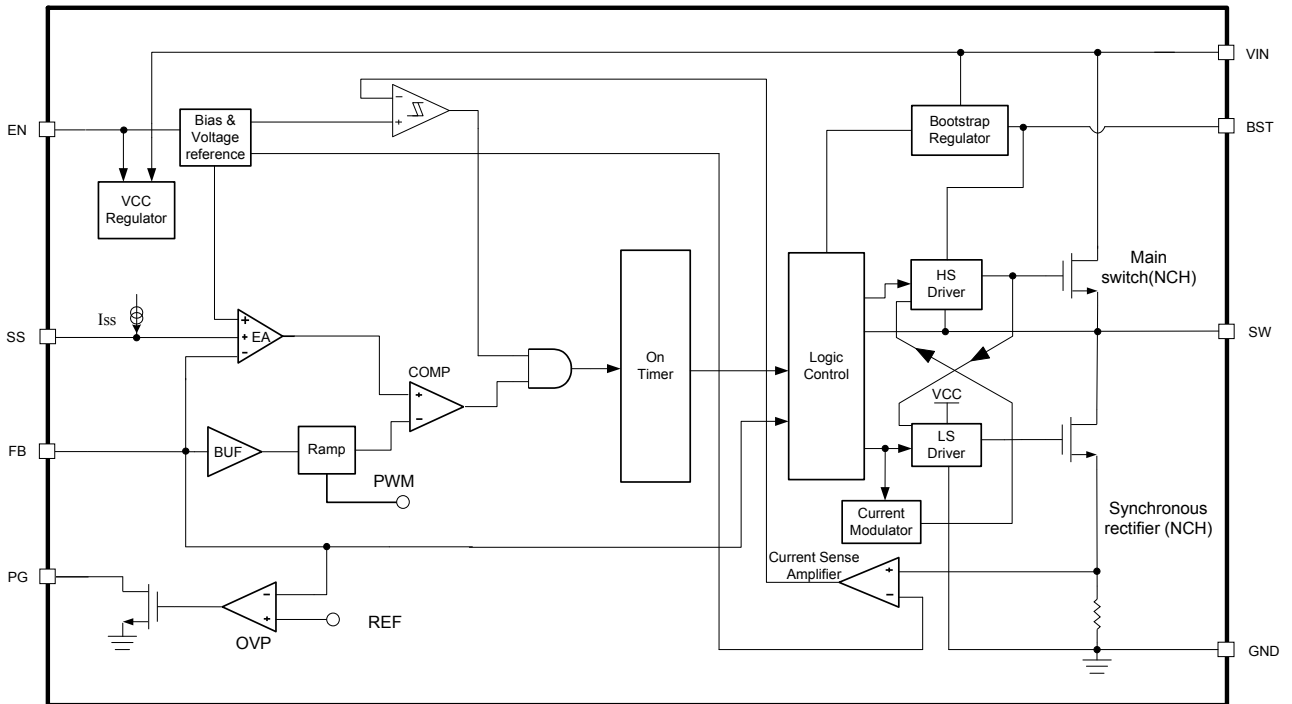 VIN
EN
Bias &
Voltage
reference
−
+
Bootstrap
Regulator
BST
VCC
Regulator
HS
Driver
Main
switch(NCH)
Iss
SS
+
+
−
EA
On
Timer
Logic
Control
SW
COMP
+
−
VCC
LS
Driver
FB
BUF
Ramp
PWM
Current
Modulator
Synchronous
rectifier (NCH)
Current Sense
Amplifier
+
−
PG
−
+
OVP
REF
GND